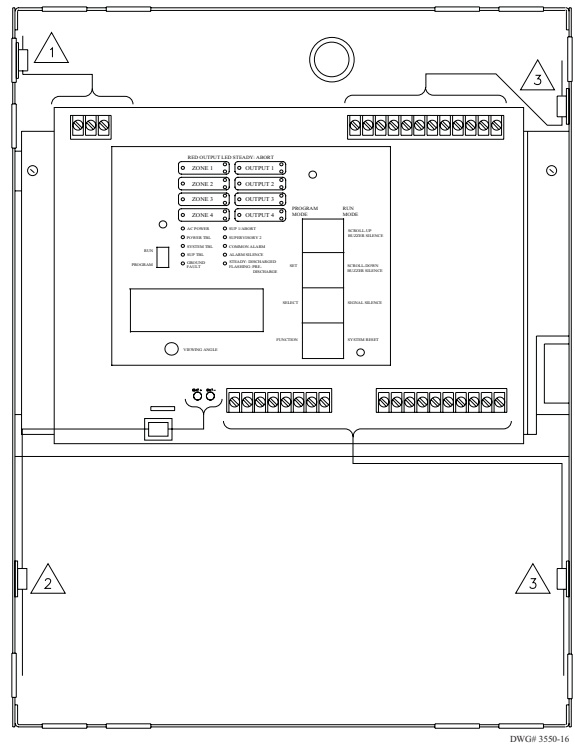 1
3
RED OUTPUT LED STEADY: ABORT
ZONE 1 OUTPUT 1
ZONE 2 OUTPUT 2
ZONE 3 OUTPUT 3
ZONE 4 OUTPUT 4
PROGRAM MODE
RUN MODE
AC POWER
POWER TBL
SYSTEM TBL
SUP TBL
GROUND
FAULT
SUP 1/ABORT
SUPERVISORY 2
COMMON ALARM
ALARM SILENCE
STEADY: DISCHARGED
FLASHING: PRE-
DISCHARGE
RUN
PROGRAM
SCROLL-UP
BUZZER SILENCE
SET
SCROLL-DOWN
BUZZER SILENCE
SELECT
SIGNAL SILENCE
FUNCTION
SYSTEM RESET
VIEWING ANGLE
2
3
DWG# 3550-16